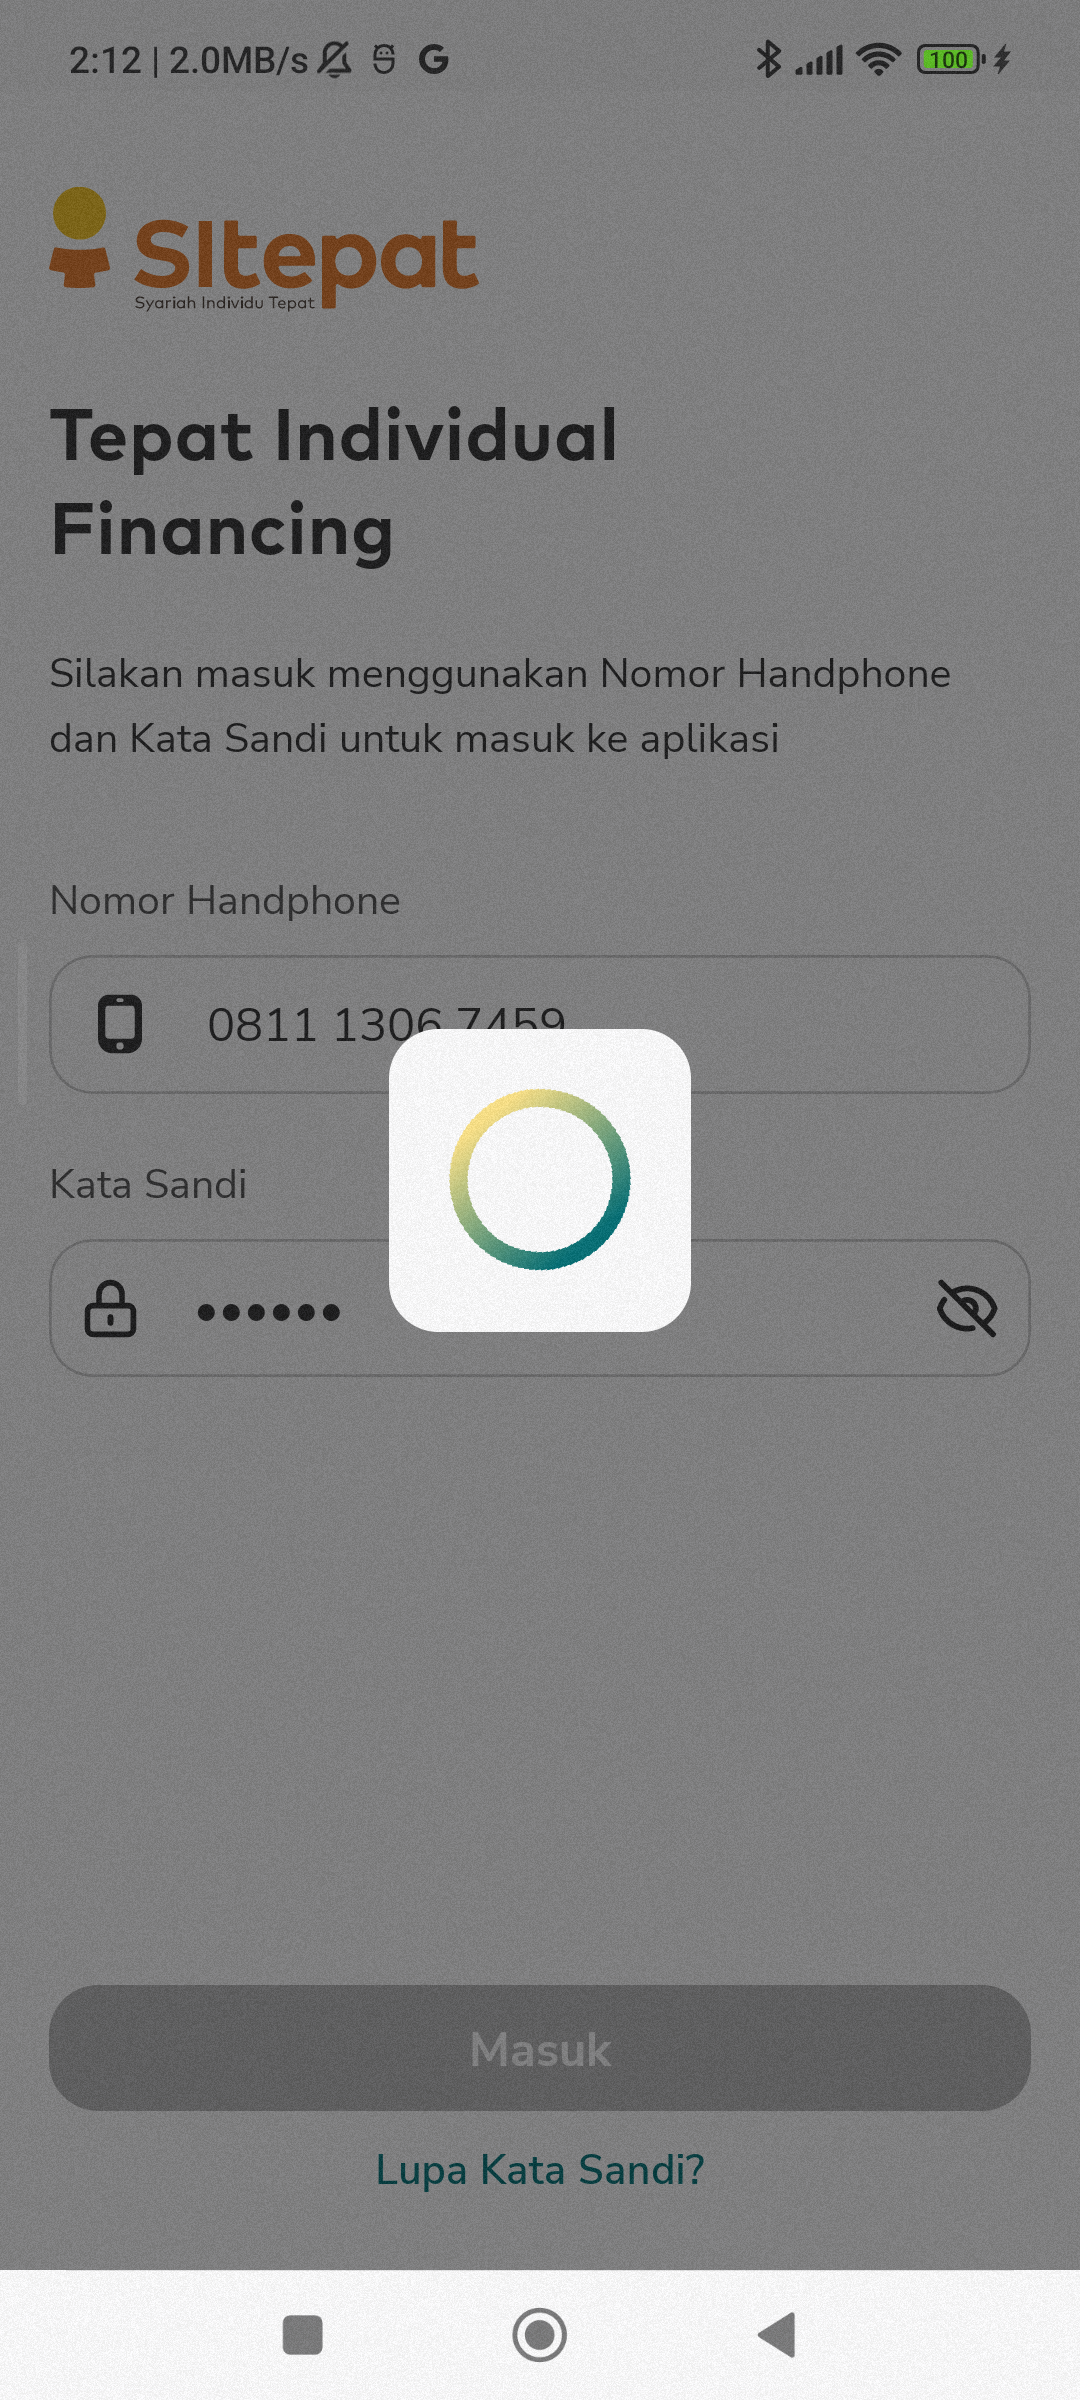 2:12 | 2.0MB/s
100
SItepat
Syariah Individu Tepat
Tepat Individual
Financing
Silakan masuk menggunakan Nomor Handphone
dan Kata Sandi untuk masuk ke aplikasi
Nomor Handphone
0811 1306 7459
Kata Sandi
Masuk
Lupa Kata Sandi?